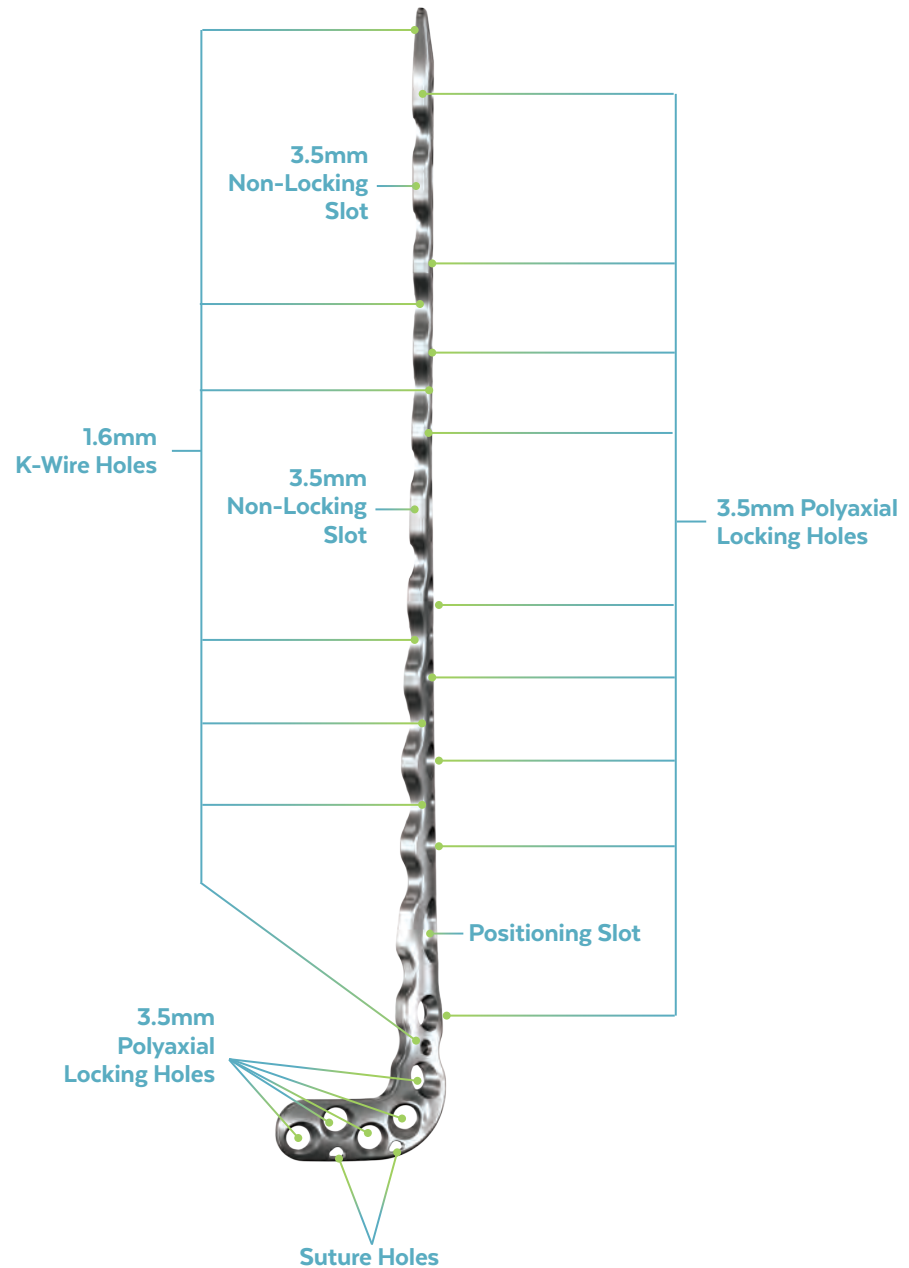 3.5mm
Non-Locking
Slot
1.6mm
K-Wire Holes
3.5mm
Non-Locking
Slot
3.5mm Polyaxial
Locking Holes
Positioning Slot
3.5mm
Polyaxial
Locking Holes
Suture Holes